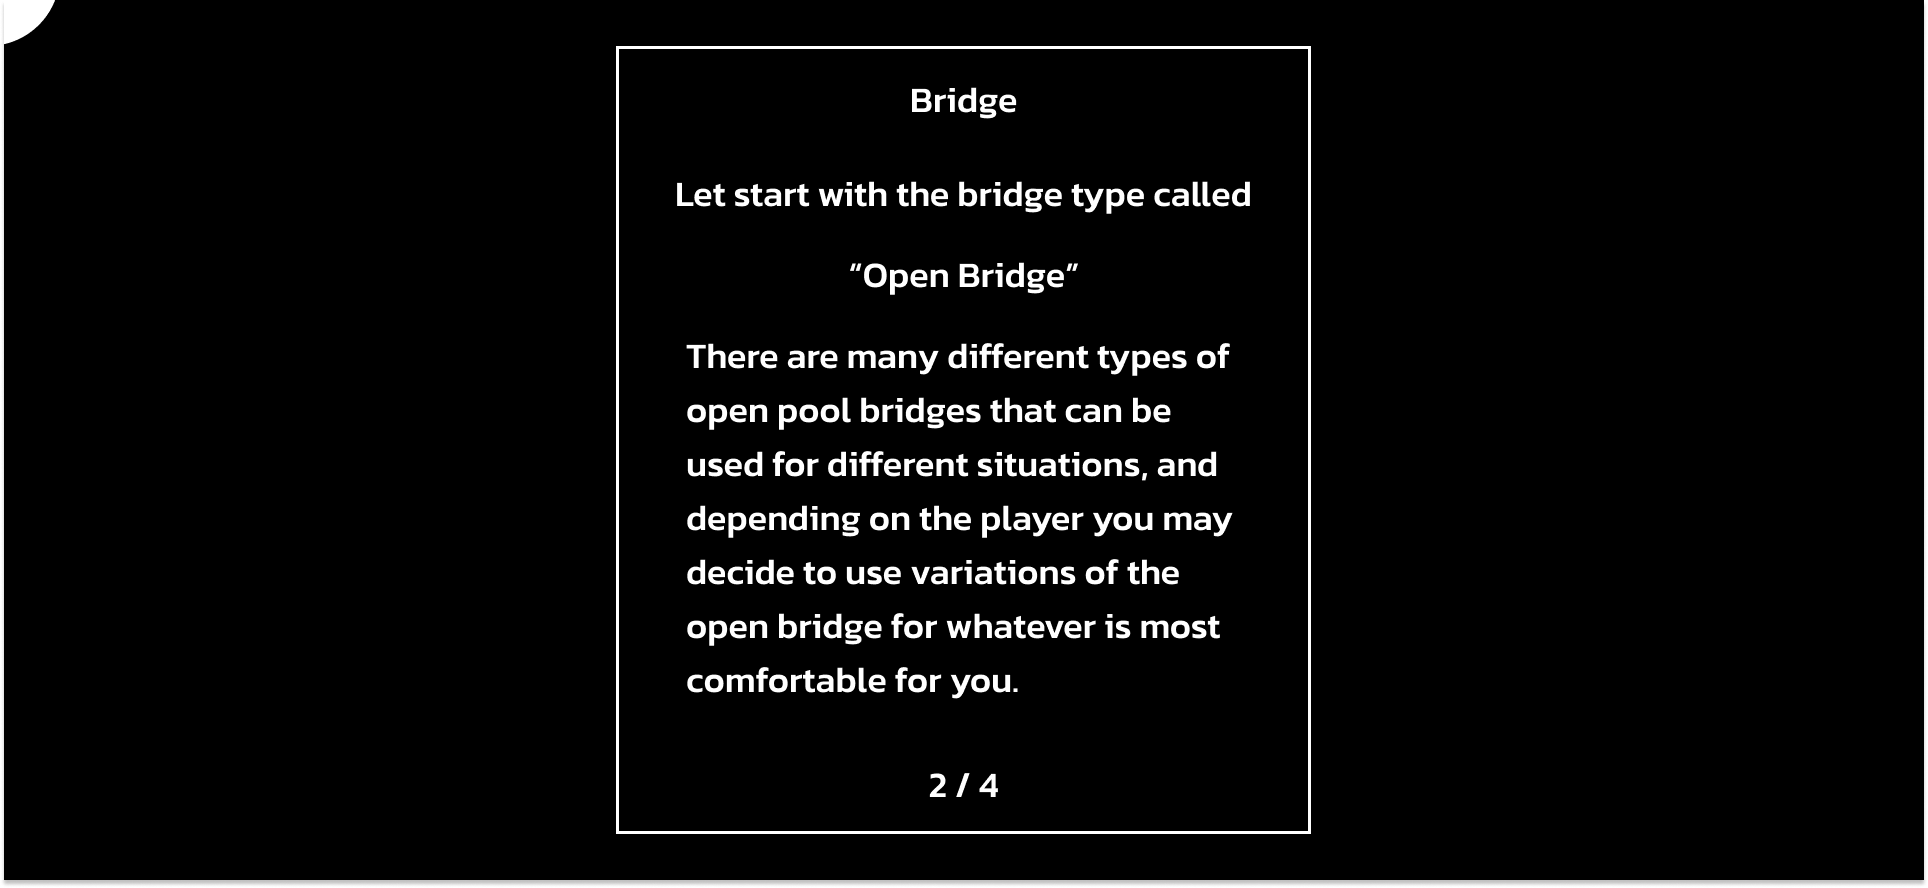 Bridge
Let start with the bridge type called
“Open Bridge”
There are many different types of
open pool bridges that can be
used for different situations, and
depending on the player you may
decide to use variations of the
open bridge for whatever is most
comfortable for you.
2 / 4